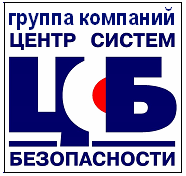 группа компаний
ЦЕНТР СИСТЕМ
ЦСБ
БЕЗОПАСНОСТИ